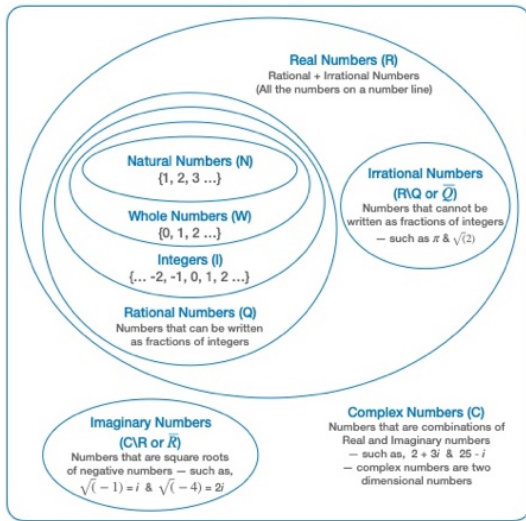 Real Numbers (R)
Rational + Irrational Numbers
(All the numbers on a number line)
Natural Numbers (N)
{1, 2, 3 ...}
Whole Numbers (W)
{0, 1, 2 ...}
Integers (I)
{... -2, -1, 0, 1, 2 ...}
Rational Numbers (Q)
Numbers that can be written
as fractions of integers
Irrational Numbers
(R\Q or Q̅)
Numbers that cannot be
written as fractions of integers
— such as π & √(2)
Imaginary Numbers
(C\R or R̅)
Numbers that are square roots
of negative numbers — such as,
√(−1) = i & √(−4) = 2i
Complex Numbers (C)
Numbers that are combinations of
Real and Imaginary numbers
— such as, 2 + 3i & 25 - i
— complex numbers are two
dimensional numbers